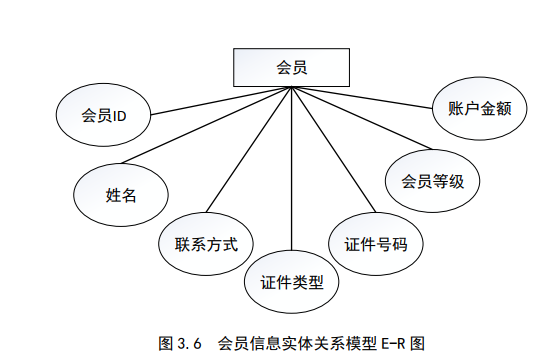 会员
会员ID
账户金额
姓名
会员等级
联系方式
证件号码
证件类型
图 3.6 会员信息实体关系模型 E-R 图